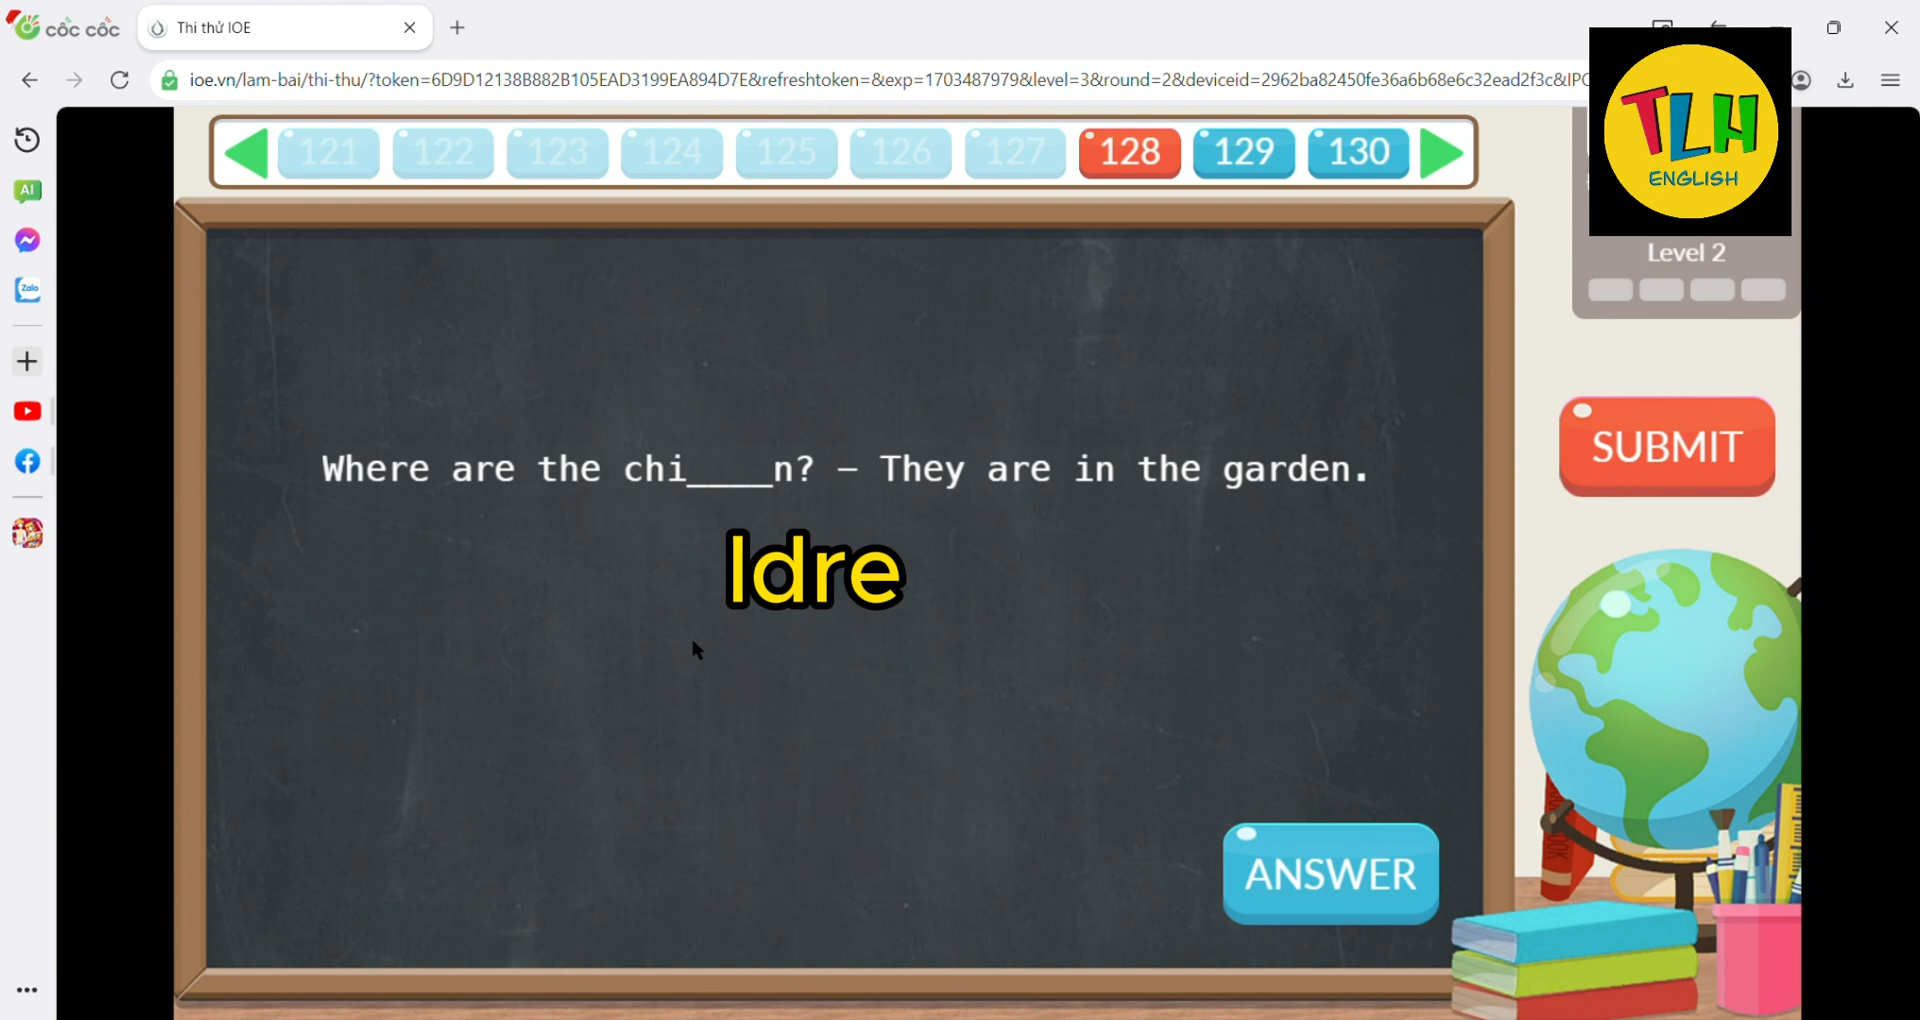 cốc cốc
Thi thử IOE
ioe.vn/lam-bai/thi-thu/?token=6D9D12138B882B105EAD3199EA894D7E&refreshtoken=&exp=1703487979&level=3&round=2&deviceid=2962ba82450fe36a6b68e6c32ead2f3c&IPC
AI
Zalo
121 122 123 124 125 126 127 128 129 130
TLH
ENGLISH
Level 2
Where are the chi____n? – They are in the garden.
ldre
SUBMIT
ANSWER